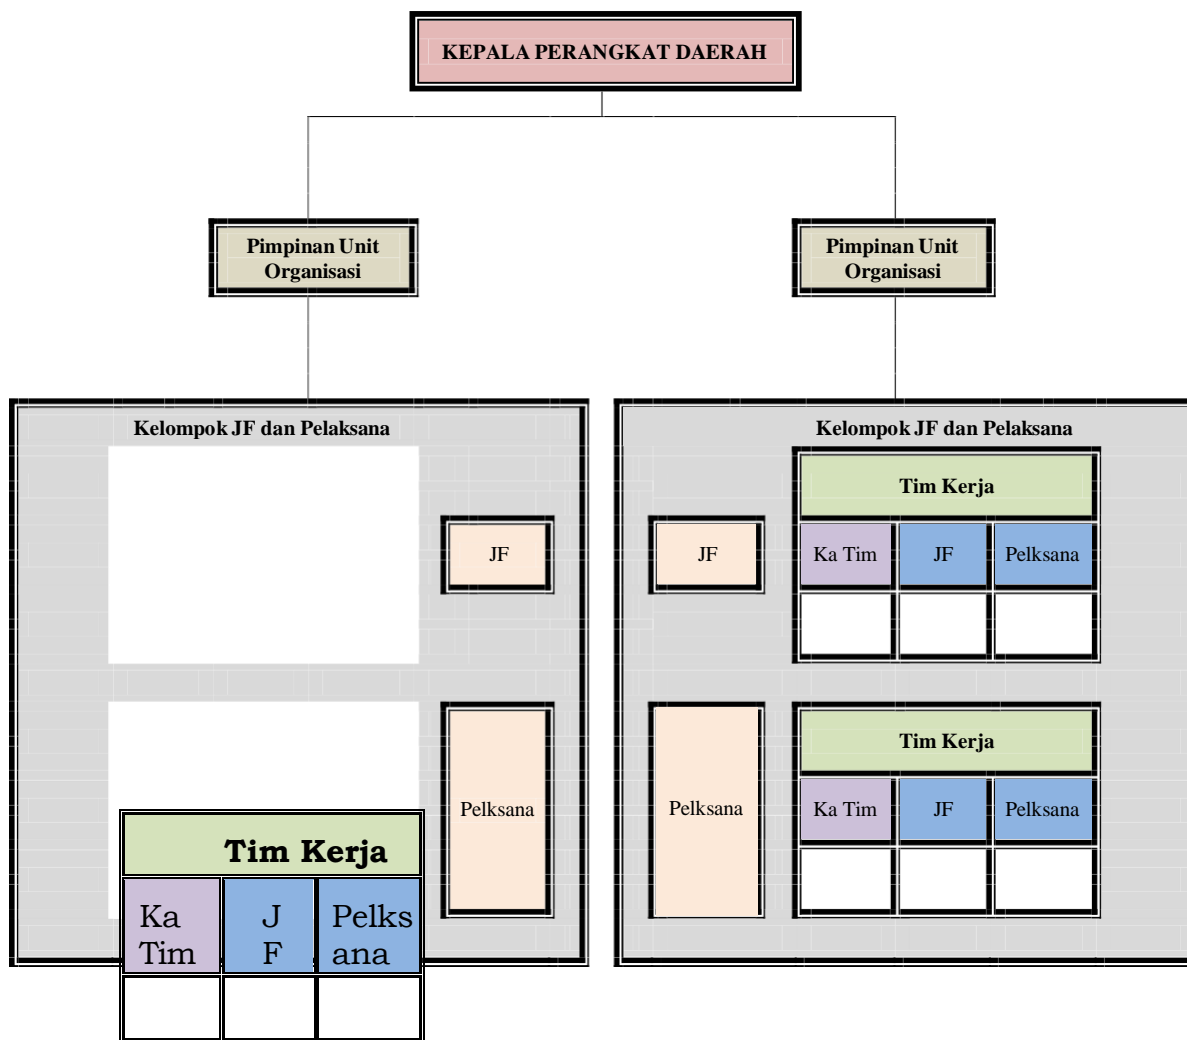 KEPALA PERANGKAT DAERAH
Pimpinan Unit
Organisasi
Pimpinan Unit
Organisasi
Kelompok JF dan Pelaksana
JF
Pelksana
Tim Kerja
Ka
Tim
J
F
Pelks
ana
Kelompok JF dan Pelaksana
JF
Tim Kerja
Ka Tim
JF
Pelksana
Pelksana
Tim Kerja
Ka Tim
JF
Pelksana